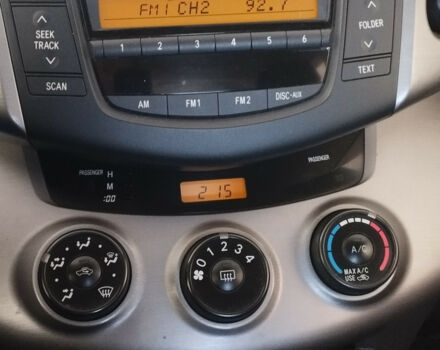 FM1 CH2 92.7
SEEK TRACK
FOLDER
1 2 3 4 5 6
SCAN
TEXT
AM FM1 FM2 DISC·AUX
PASSENGER H
PASSENGER
M
:00
2:15
0 1 2 3 4
A/C
MAX A/C
USE